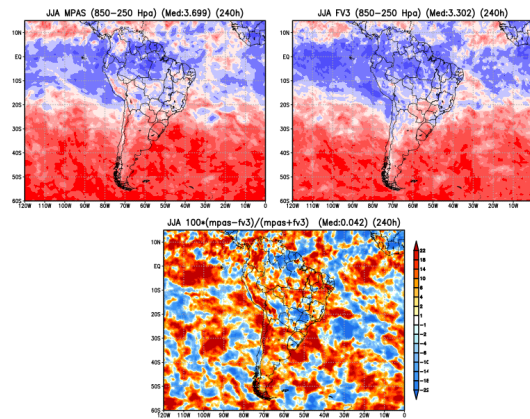 JJA MPAS (850-250 Hpa) (Med:3.699) (240h)
JJA FV3 (850-250 Hpa) (Med:3.302) (240h)
10N
EQ
10S
20S
30S
40S
50S
60S
120W 110W 100W 90W 80W 70W 60W 50W 40W 30W 20W 10W 0
10N
EQ
10S
20S
30S
40S
50S
60S
120W 110W 100W 90W 80W 70W 60W 50W 40W 30W 20W 10W 0
JJA 100*(mpas-fv3)/(mpas+fv3) (Med:0.042) (240h)
10N
EQ
10S
20S
30S
40S
50S
60S
120W 110W 100W 90W 80W 70W 60W 50W 40W 30W 20W 10W 0
22
18
14
10
8
4
2
1
-1
-2
-4
-8
-10
-14
-18
-22